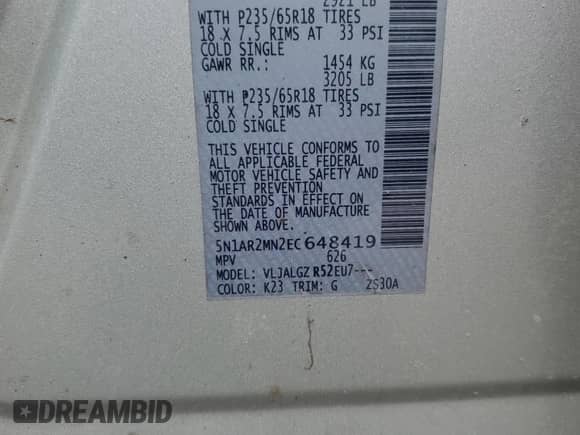 2921 LB
WITH P235/65R18 TIRES
18 X 7.5 RIMS AT 33 PSI
COLD SINGLE
GAWR RR.: 1454 KG
3205 LB
WITH P235/65R18 TIRES
18 X 7.5 RIMS AT 33 PSI
COLD SINGLE
THIS VEHICLE CONFORMS TO
ALL APPLICABLE FEDERAL
MOTOR VEHICLE SAFETY AND
THEFT PREVENTION
STANDARDS IN EFFECT ON
THE DATE OF MANUFACTURE
SHOWN ABOVE.
5N1AR2MN2EC648419
MPV 626
MODEL: VLJALGZ R52EU7---
COLOR: K23 TRIM: G 2S30A
DREAMBID